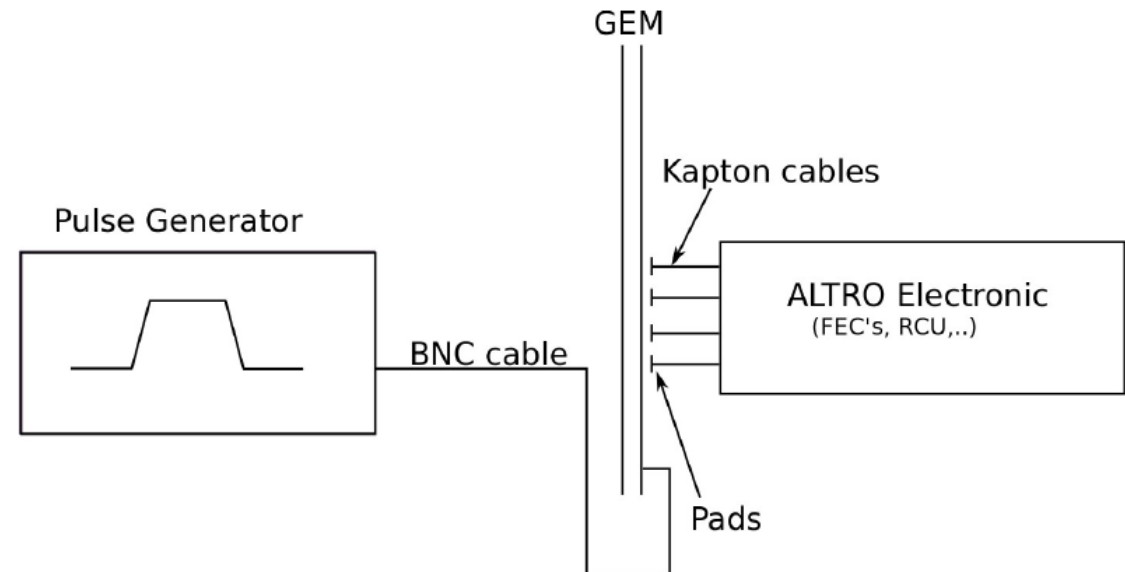 GEM
Kapton cables
Pulse Generator
ALTRO Electronic
(FEC's, RCU,..)
BNC cable
Pads